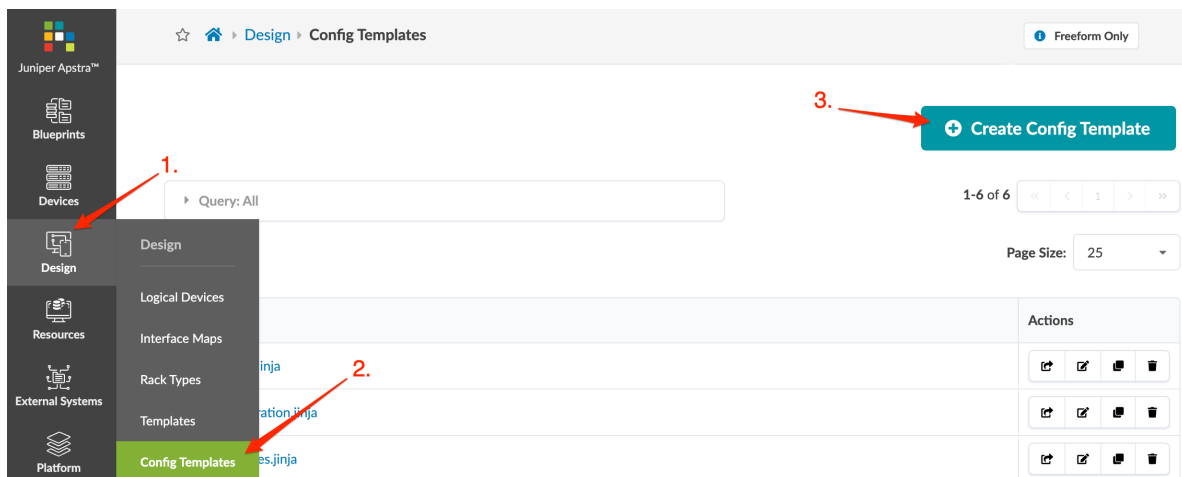 Juniper Apstra™
Blueprints
Devices
Design
Resources
External Systems
Platform
Design › Config Templates
Freeform Only
3.
Create Config Template
1.
Query: All
1-6 of 6
« < 1 > »
Page Size: 25
Design
Logical Devices
Interface Maps
Rack Types
Templates
Config Templates
2.
Actions
inja
ration.jinja
es.jinja